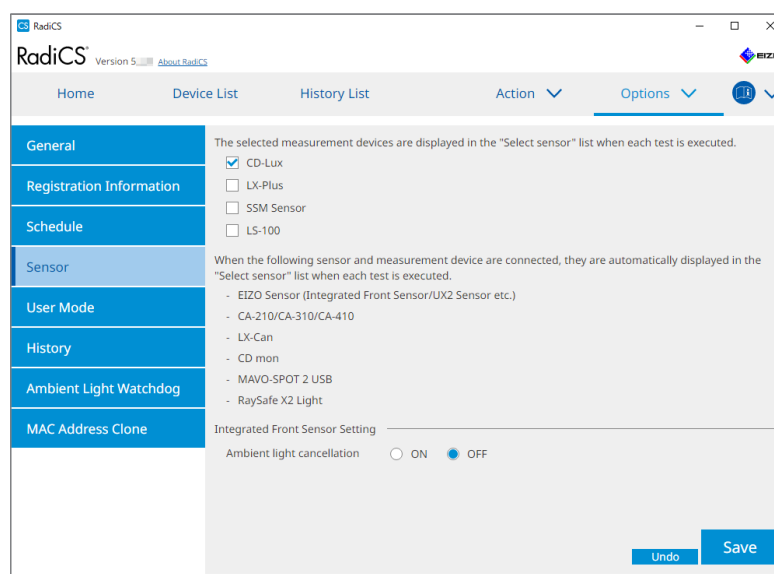 CS RadiCS
RadiCS® Version 5. About RadiCS
EIZ
Home Device List History List Action Options
General
Registration Information
Schedule
Sensor
User Mode
History
Ambient Light Watchdog
MAC Address Clone
The selected measurement devices are displayed in the "Select sensor" list when each test is executed.
CD-Lux
LX-Plus
SSM Sensor
LS-100
When the following sensor and measurement device are connected, they are automatically displayed in the
"Select sensor" list when each test is executed.
- EIZO Sensor (Integrated Front Sensor/UX2 Sensor etc.)
- CA-210/CA-310/CA-410
- LX-Can
- CD mon
- MAVO-SPOT 2 USB
- RaySafe X2 Light
Integrated Front Sensor Setting
Ambient light cancellation ON OFF
Undo Save